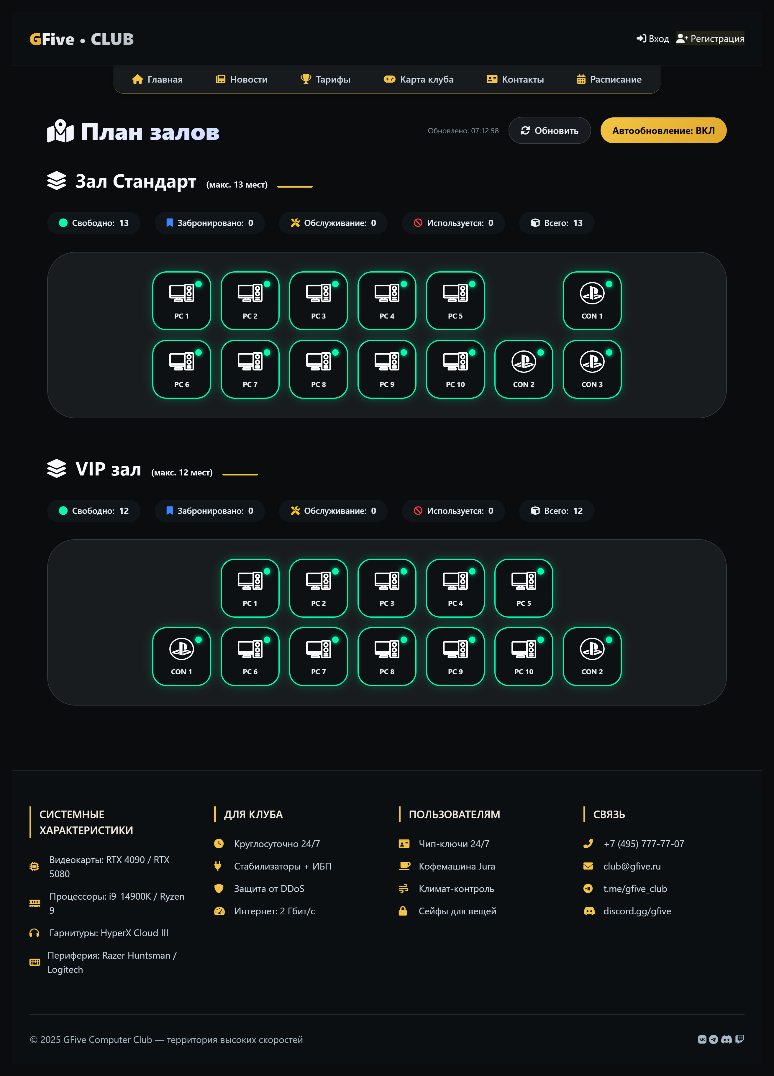 GFive • CLUB
Вход Регистрация
Главная Новости Тарифы Карта клуба Контакты Расписание
План залов
Обновлено: 07:12:58 Обновить Автообновление: ВКЛ
Зал Стандарт (макс. 13 мест)
Свободно: 13 Забронировано: 0 Обслуживание: 0 Используется: 0 Всего: 13
PC 1 PC 2 PC 3 PC 4 PC 5 CON 1
PC 6 PC 7 PC 8 PC 9 PC 10 CON 2 CON 3
VIP зал (макс. 12 мест)
Свободно: 12 Забронировано: 0 Обслуживание: 0 Используется: 0 Всего: 12
PC 1 PC 2 PC 3 PC 4 PC 5
CON 1 PC 6 PC 7 PC 8 PC 9 PC 10 CON 2
СИСТЕМНЫЕ
ХАРАКТЕРИСТИКИ
Видеокарты: RTX 4090 / RTX
5080
Процессоры: i9-14900K / Ryzen
9
Гарнитуры: HyperX Cloud III
Периферия: Razer Huntsman /
Logitech
ДЛЯ КЛУБА
Круглосуточно 24/7
Стабилизаторы + ИБП
Защита от DDoS
Интернет: 2 Гбит/с
ПОЛЬЗОВАТЕЛЯМ
Чип-ключи 24/7
Кофемашина Jura
Климат-контроль
Сейфы для вещей
СВЯЗЬ
+7 (495) 777-77-07
club@gfive.ru
t.me/gfive_club
discord.gg/gfive
© 2025 GFive Computer Club — территория высоких скоростей